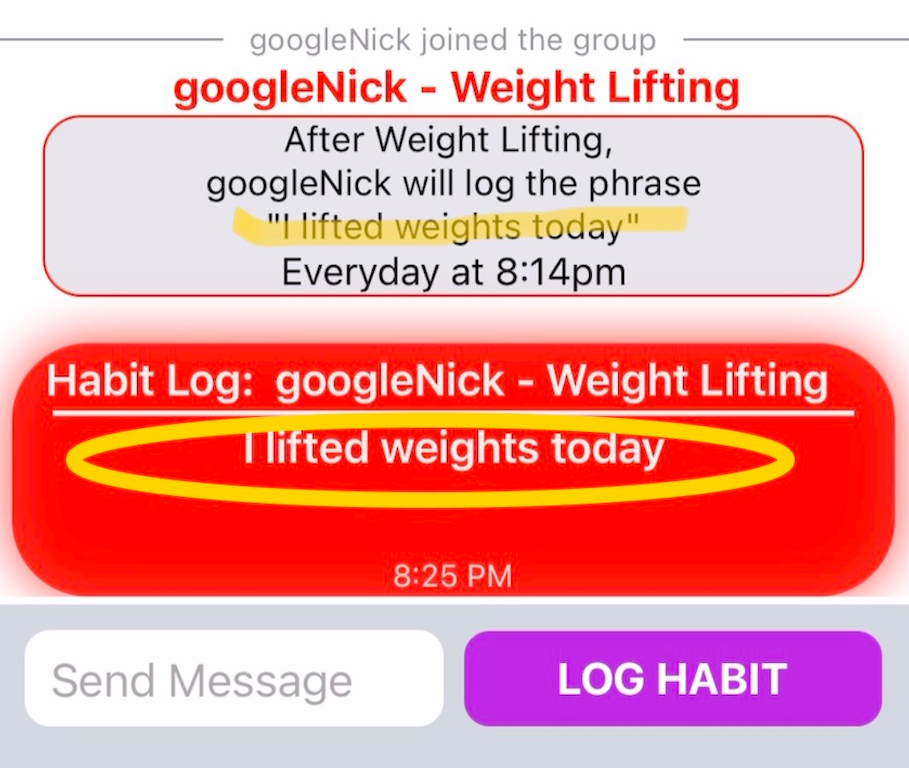 googleNick joined the group
googleNick - Weight Lifting
After Weight Lifting,
googleNick will log the phrase
"I lifted weights today"
Everyday at 8:14pm
Habit Log:  googleNick - Weight Lifting
I lifted weights today
8:25 PM
Send Message
LOG HABIT